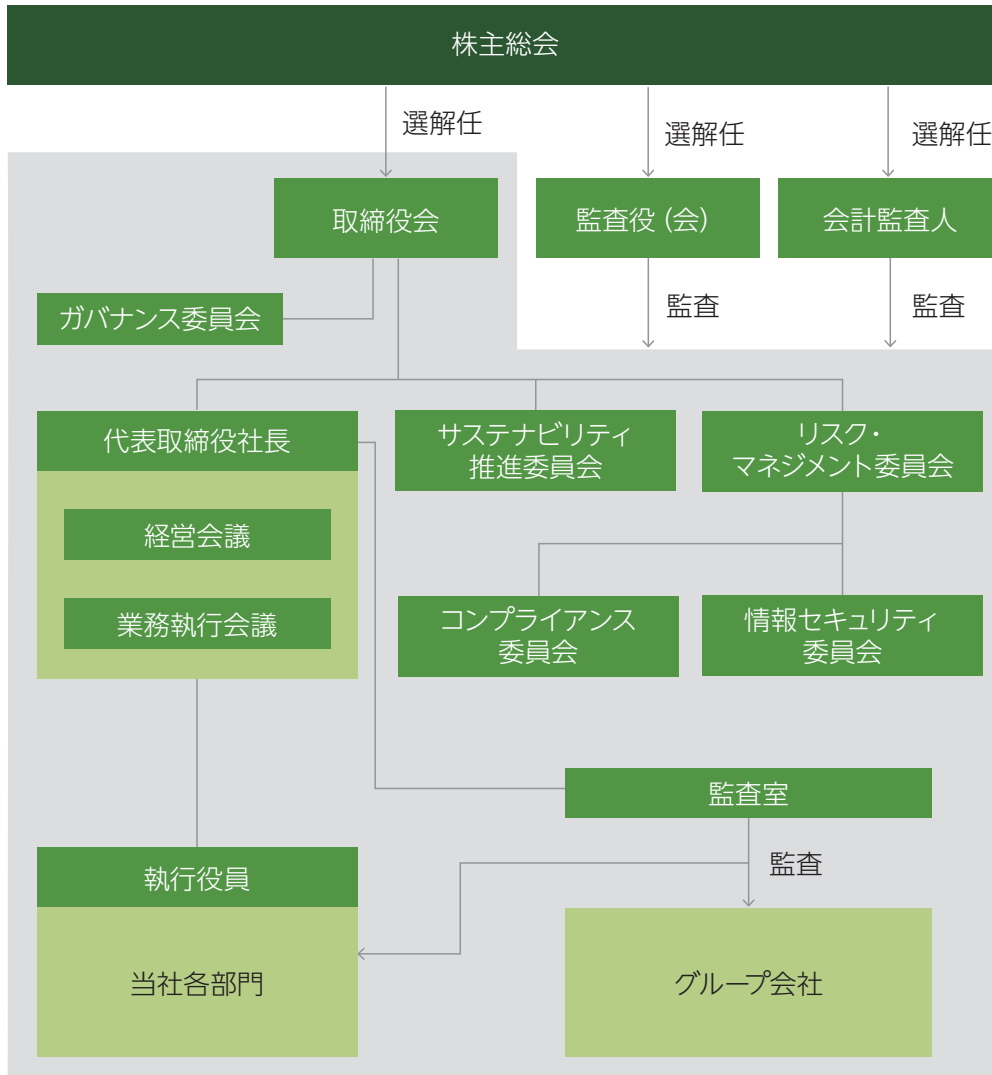 株主総会
選解任
選解任
選解任
取締役会
監査役（会）
会計監査人
監査
監査
ガバナンス委員会
代表取締役社長
サステナビリティ
推進委員会
リスク・
マネジメント委員会
経営会議
業務執行会議
コンプライアンス
委員会
情報セキュリティ
委員会
監査室
監査
執行役員
当社各部門
グループ会社